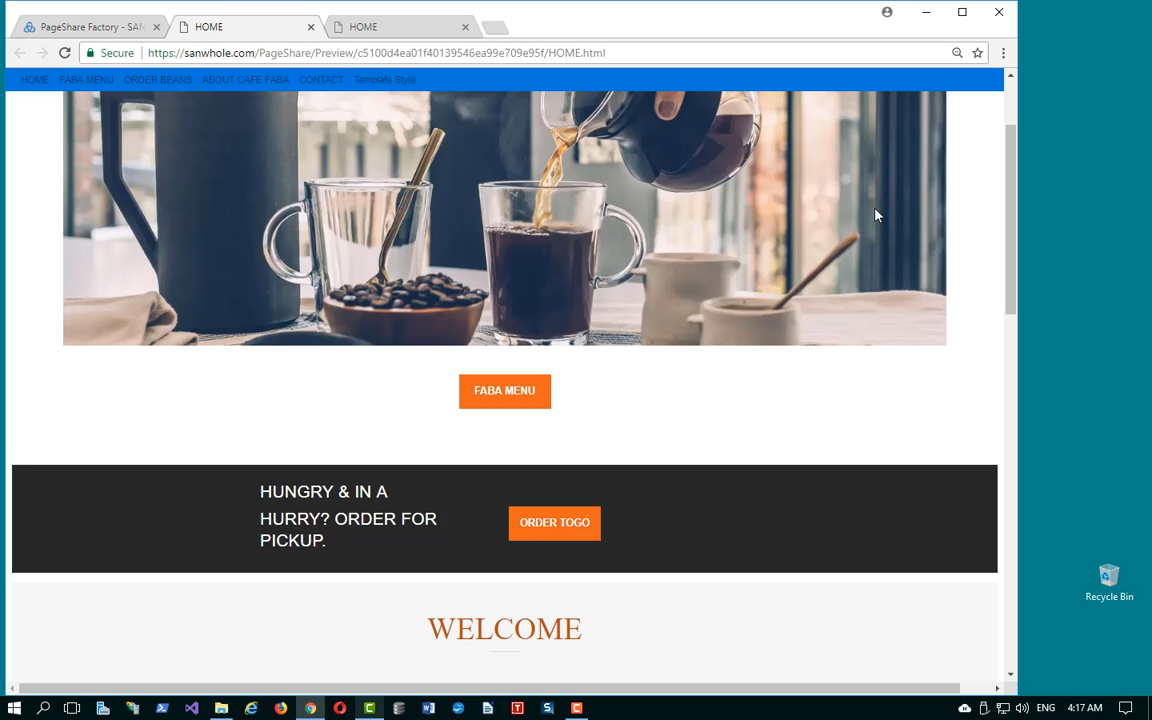 PageShare Factory - SAN
HOME
HOME
Secure https://sanwhole.com/PageShare/Preview/c5100d4ea01f40139546ea99e709e95f/HOME.html
HOME FABA MENU ORDER BEANS ABOUT CAFE FABA CONTACT Template Style
FABA MENU
HUNGRY & IN A
HURRY? ORDER FOR
PICKUP.
ORDER TOGO
WELCOME
Recycle Bin
ENG 4:17 AM